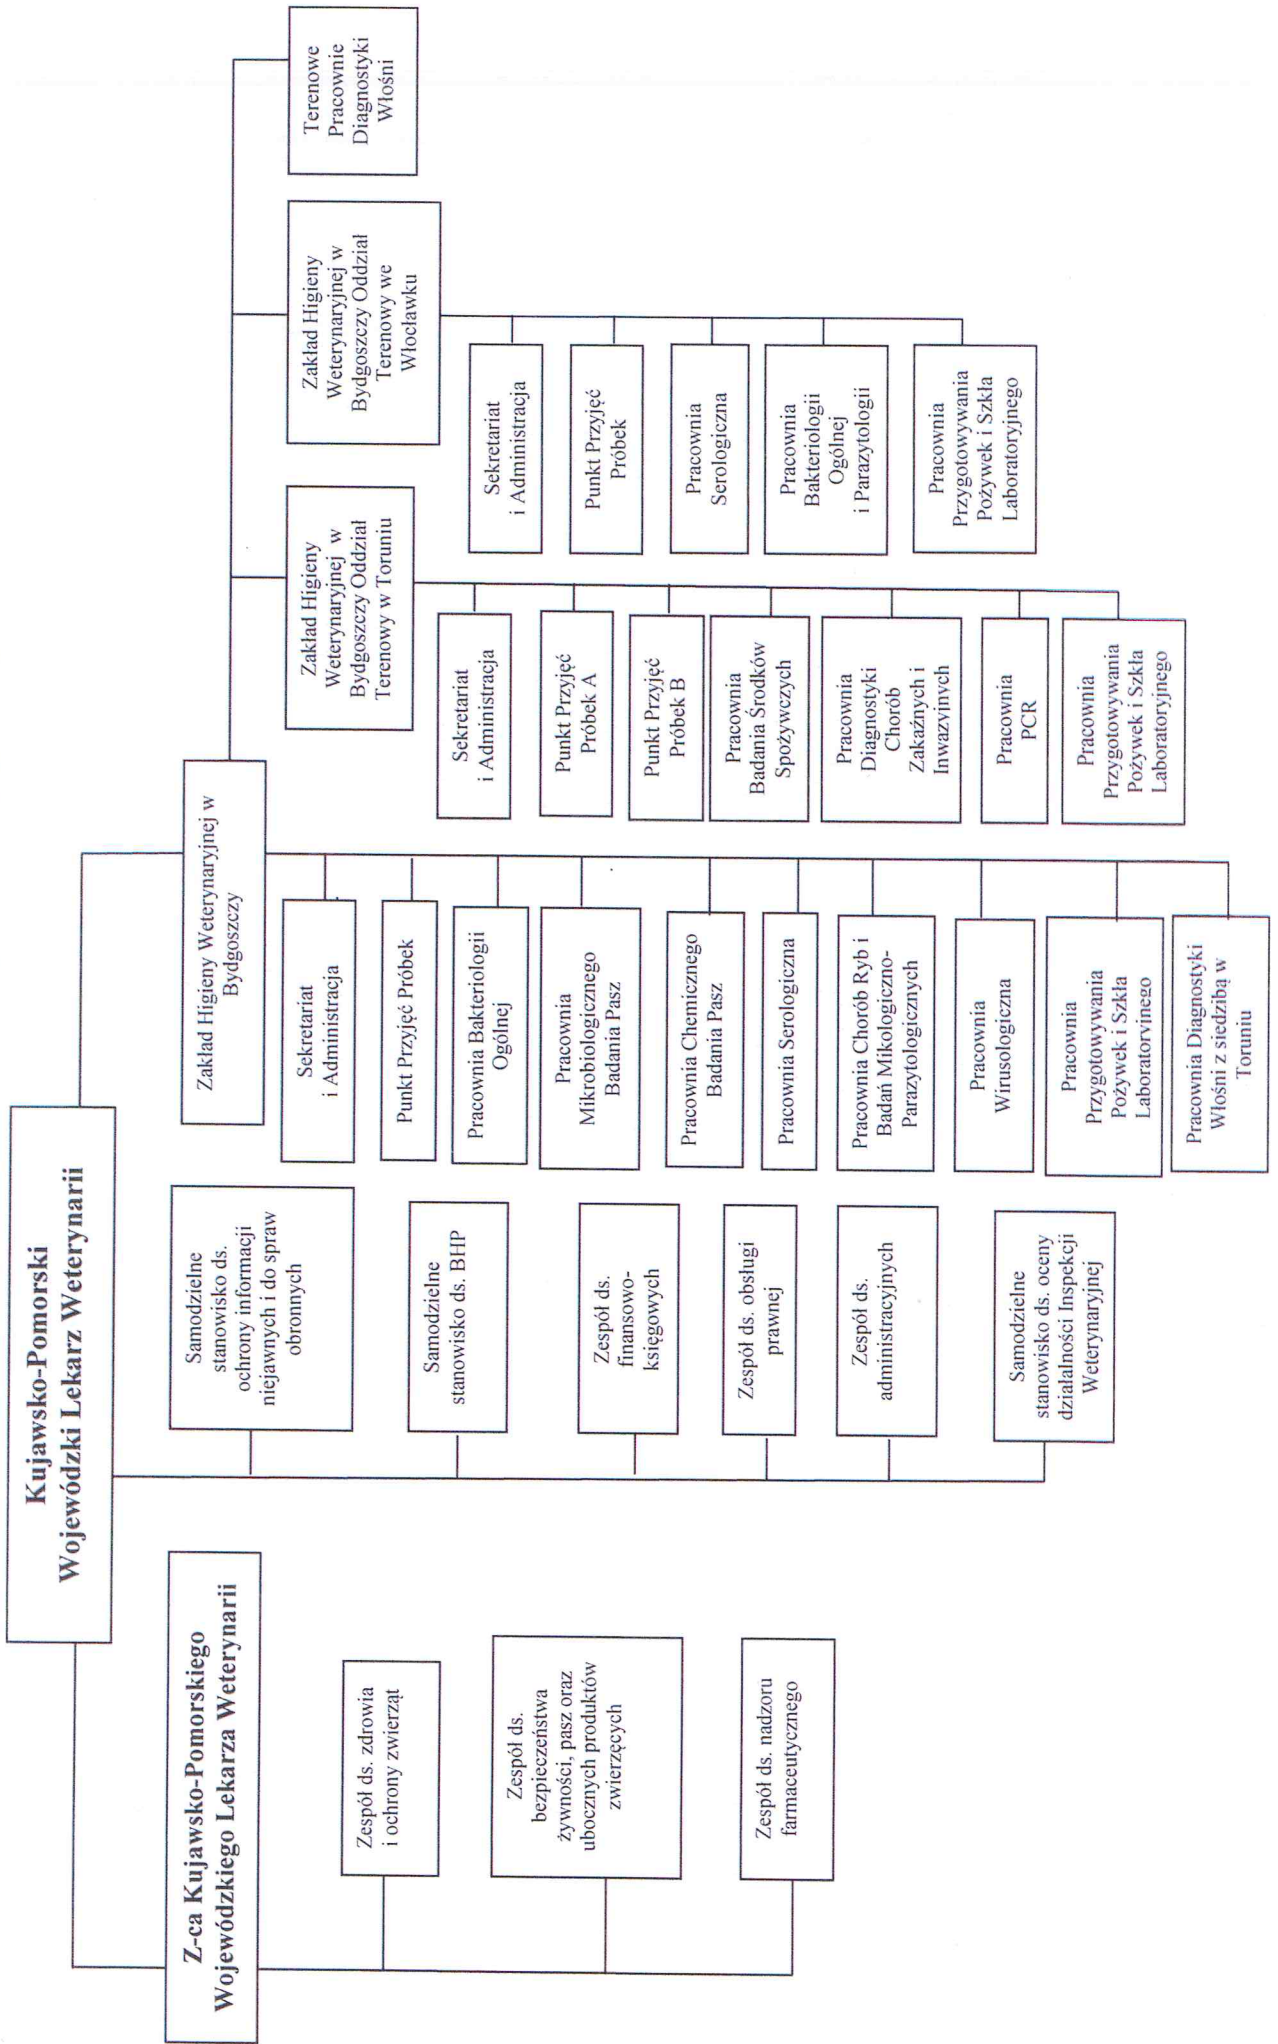 Kujawsko-Pomorski
Wojewódzki Lekarz Weterynarii
Z-ca Kujawsko-Pomorskiego
Wojewódzkiego Lekarza Weterynarii
Zespół ds. zdrowia
i ochrony zwierząt
Zespół ds.
bezpieczeństwa
żywności, pasz oraz
ubocznych produktów
zwierzęcych
Zespół ds. nadzoru
farmaceutycznego
Samodzielne
stanowisko ds.
ochrony informacji
niejawnych i do spraw
obronnych
Samodzielne
stanowisko ds. BHP
Zespół ds.
finansowo-
księgowych
Zespół ds. obsługi
prawnej
Zespół ds.
administracyjnych
Samodzielne
stanowisko ds. oceny
działalności Inspekcji
Weterynaryjnej
Zakład Higieny Weterynaryjnej w
Bydgoszczy
Sekretariat
i Administracja
Punkt Przyjęć Próbek
Pracownia Bakteriologii
Ogólnej
Pracownia
Mikrobiologicznego
Badania Pasz
Pracownia Chemicznego
Badania Pasz
Pracownia Serologiczna
Pracownia Chorób Ryb i
Badań Mikologiczno-
Parazytologicznych
Pracownia
Wirusologiczna
Pracownia
Przygotowywania
Pożywek i Szkła
Laboratorvinego
Pracownia Diagnostyki
Włośni z siedzibą w
Toruniu
Zakład Higieny
Weterynaryjnej w
Bydgoszczy Oddział
Terenowy w Toruniu
Sekretariat
i Administracja
Punkt Przyjęć
Próbek A
Punkt Przyjęć
Próbek B
Pracownia
Badania Środków
Spożywczych
Pracownia
Diagnostyki
Chorób
Zakaźnych i
Inwazvinvch
Pracownia
PCR
Pracownia
Przygotowywania
Pożywek i Szkła
Laboratoryjnego
Zakład Higieny
Weterynaryjnej w
Bydgoszczy Oddział
Terenowy we
Włocławku
Sekretariat
i Administracja
Punkt Przyjęć
Próbek
Pracownia
Serologiczna
Pracownia
Bakteriologii
Ogólnej
i Parazytologii
Pracownia
Przygotowywania
Pożywek i Szkła
Laboratoryjnego
Terenowe
Pracownie
Diagnostyki
Włośni